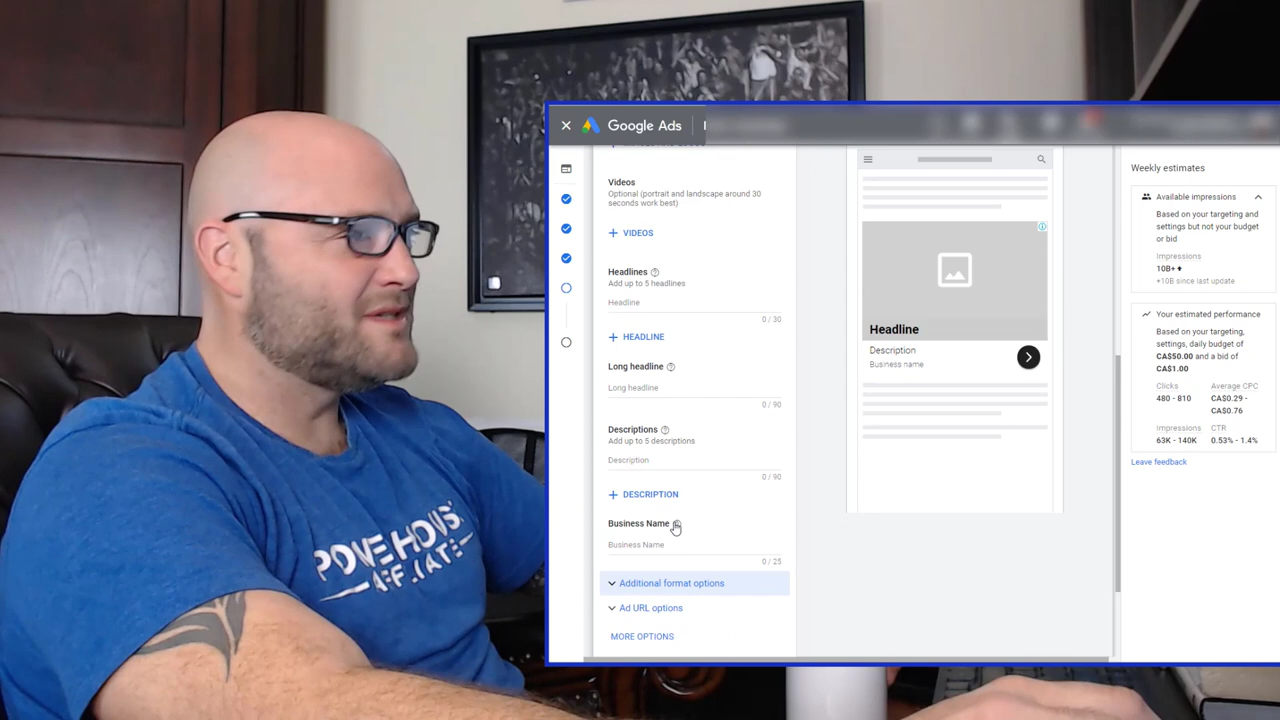 POWERHOUSE
AFFILIATE
Google Ads
Videos
Optional (portrait and landscape around 30
seconds work best)
+ VIDEOS
Headlines
Add up to 5 headlines
Headline
0 / 30
+ HEADLINE
Long headline
Long headline
0 / 90
Descriptions
Add up to 5 descriptions
Description
0 / 90
+ DESCRIPTION
Business Name
Business Name
0 / 25
Additional format options
Ad URL options
MORE OPTIONS
Headline
Description
Business name
Weekly estimates
Available impressions
Based on your targeting and
settings but not your budget
or bid
Impressions
10B+
+10B since last update
Your estimated performance
Based on your targeting,
settings, daily budget of
CA$50.00 and a bid of
CA$1.00
Clicks
480 - 810
Average CPC
CA$0.29 -
CA$0.76
Impressions
63K - 140K
CTR
0.53% - 1.4%
Leave feedback